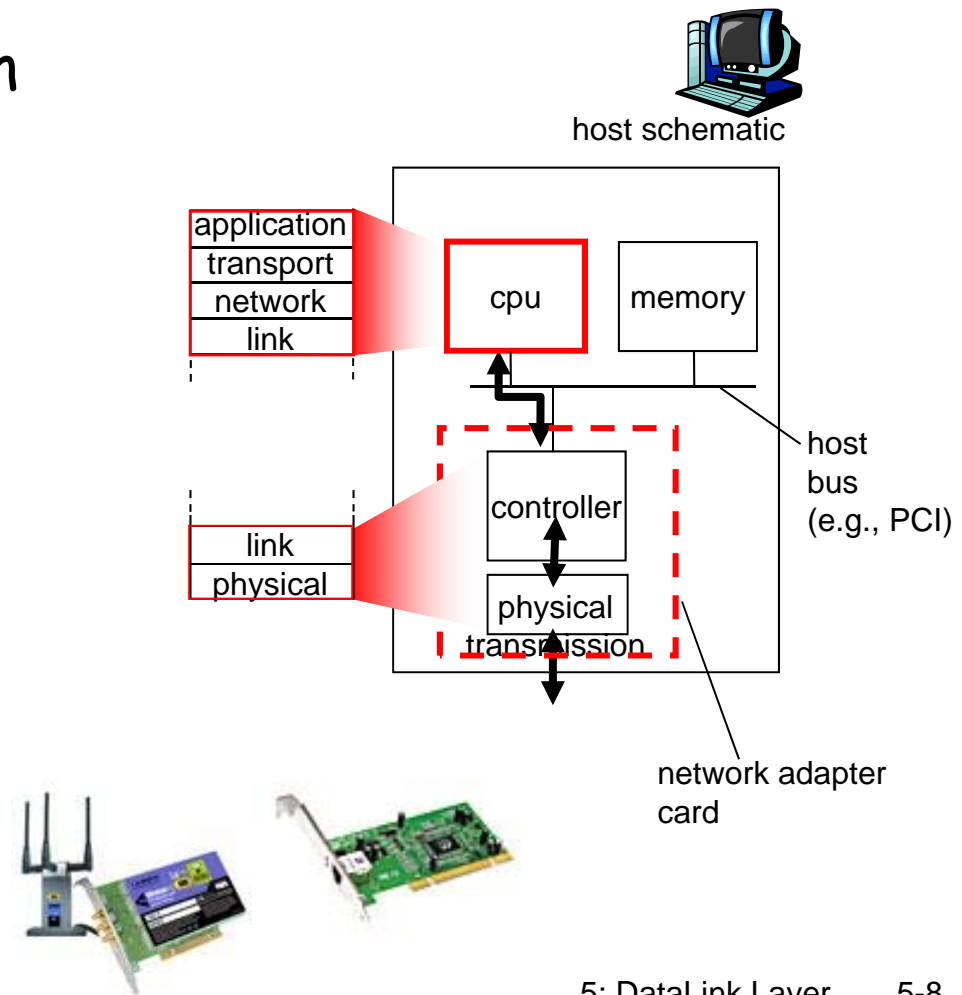 n
host schematic
application
transport
network
link
cpu
memory
host
bus
(e.g., PCI)
controller
link
physical
physical
transmission
network adapter
card
5: DataLink Layer 5-8